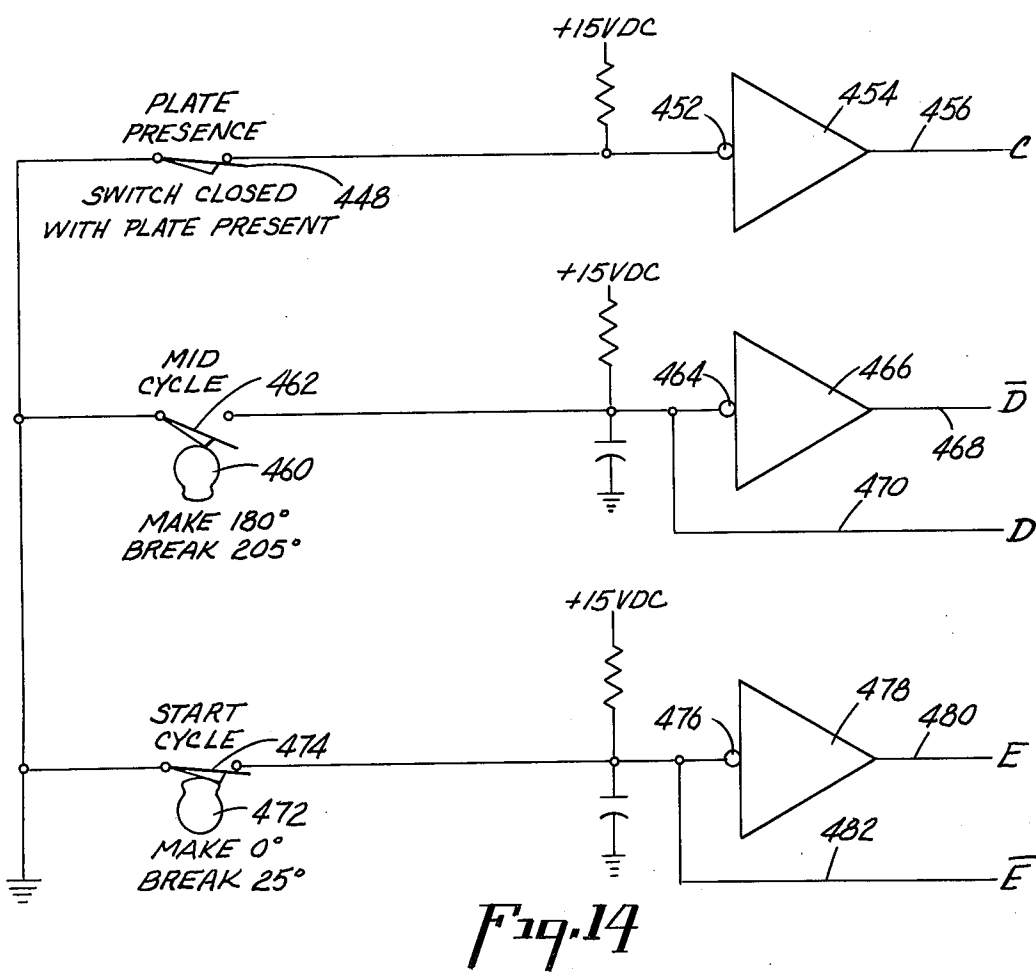 +15VDC
PLATE
PRESENCE
452
454
456
C
448
SWITCH CLOSED
WITH PLATE PRESENT
+15VDC
MID
CYCLE
462
464
466
D̅
468
460
470
MAKE 180°
BREAK 205°
D
+15VDC
START
CYCLE
474
476
478
480
E
472
482
MAKE 0°
BREAK 25°
E̅
Fig.14